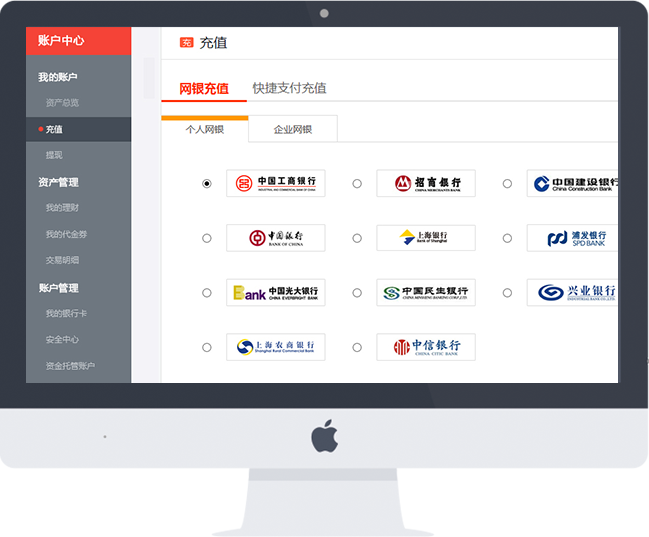 账户中心
我的账户
资产总览
充值
提现
资产管理
我的理财
我的代金券
交易明细
账户管理
我的银行卡
安全中心
资金托管账户
充 充值
网银充值 快捷支付充值
个人网银 企业网银
中国工商银行 招商银行 中国建设银行
INDUSTRIAL AND COMMERCIAL BANK OF CHINA CHINA MERCHANTS BANK China Construction Bank
中国银行 上海银行 浦发银行
BANK OF CHINA Bank of Shanghai SPD BANK
Bank 中国光大银行 中国民生银行 兴业银行
CHINA EVERBRIGHT BANK CHINA MINSHENG BANKING CORP.,LTD. INDUSTRIAL BANK CO.,LTD.
上海农商银行 中信银行
Shanghai Rural Commercial Bank CHINA CITIC BANK